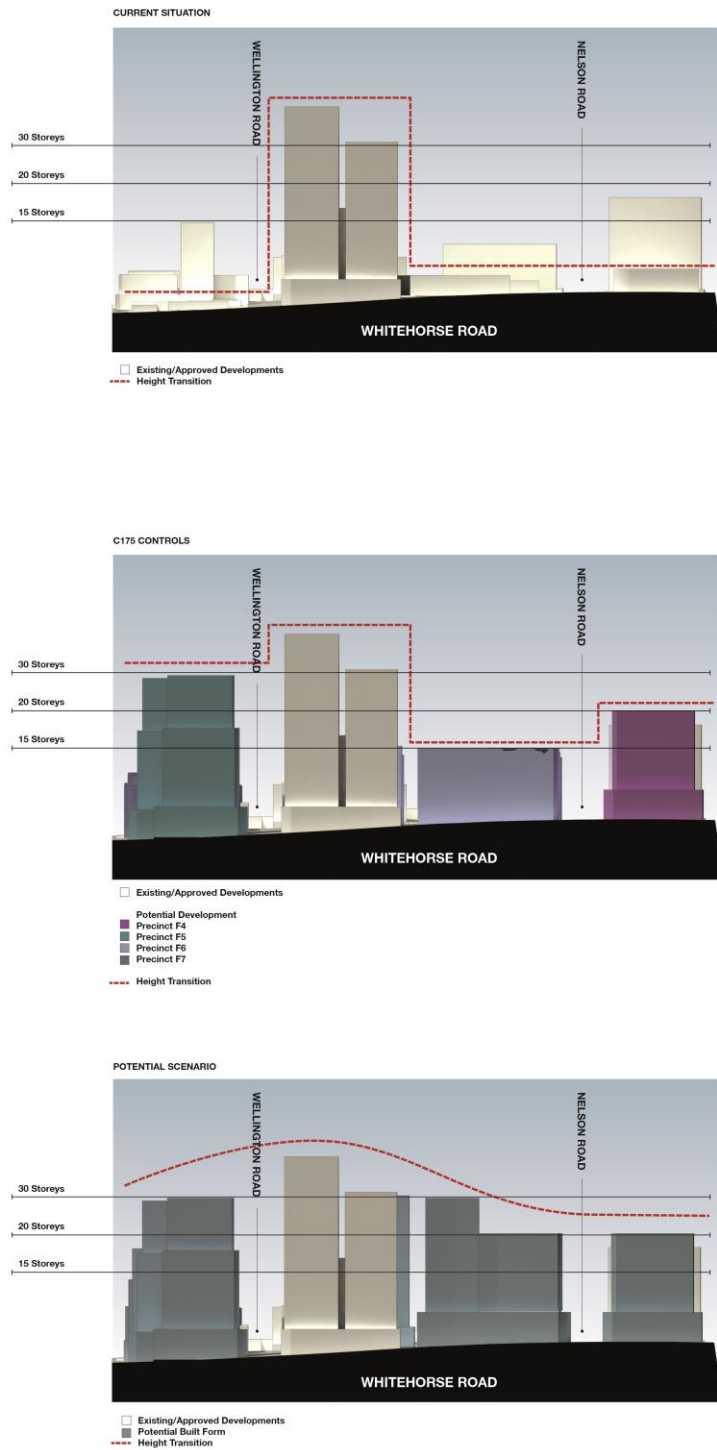 CURRENT SITUATION
WELLINGTON ROAD
NELSON ROAD
30 Storeys
20 Storeys
15 Storeys
WHITEHORSE ROAD
Existing/Approved Developments
Height Transition
C175 CONTROLS
WELLINGTON ROAD
NELSON ROAD
30 Storeys
20 Storeys
15 Storeys
WHITEHORSE ROAD
Existing/Approved Developments
Potential Development
Precinct F4
Precinct F5
Precinct F6
Precinct F7
Height Transition
POTENTIAL SCENARIO
WELLINGTON ROAD
NELSON ROAD
30 Storeys
20 Storeys
15 Storeys
WHITEHORSE ROAD
Existing/Approved Developments
Potential Built Form
Height Transition